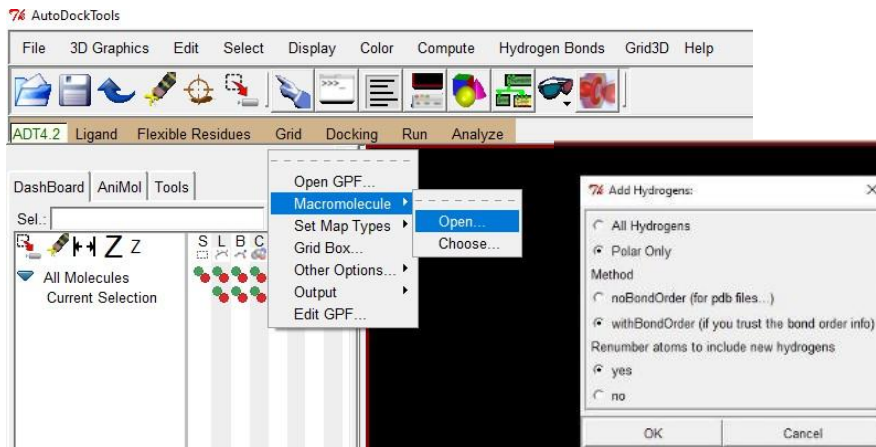 AutoDockTools
File 3D Graphics Edit Select Display Color Compute Hydrogen Bonds Grid3D Help
>>>_
ADT4.2 Ligand Flexible Residues Grid Docking Run Analyze
DashBoard AniMol Tools
Sel.:
Z Z
S L B C
All Molecules
Current Selection
Open GPF...
Macromolecule
Set Map Types
Grid Box...
Other Options...
Output
Edit GPF...
Open...
Choose...
Add Hydrogens:
All Hydrogens
Polar Only
Method
noBondOrder (for pdb files...)
withBondOrder (if you trust the bond order info)
Renumber atoms to include new hydrogens
yes
no
OK Cancel